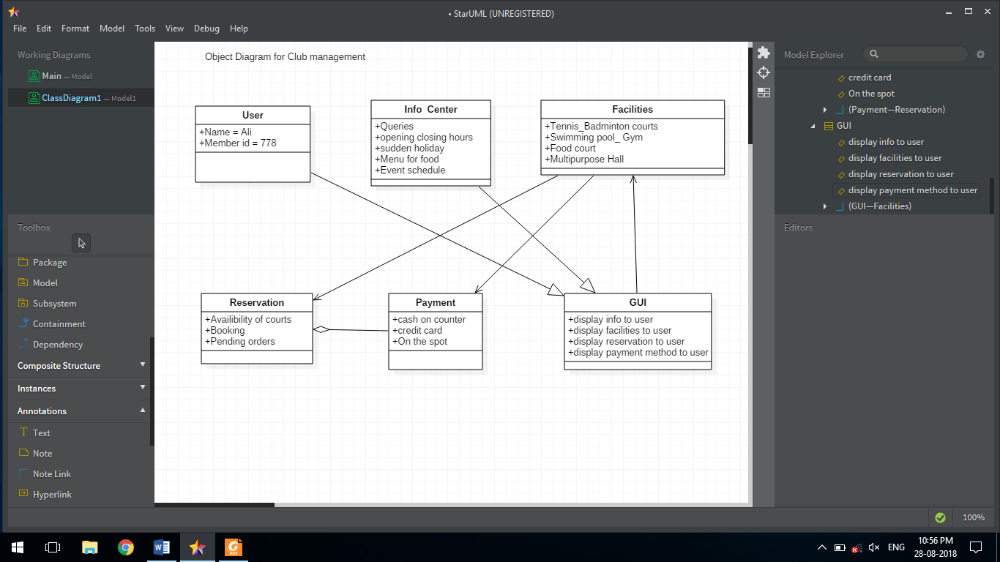 • StarUML (UNREGISTERED)
File Edit Format Model Tools View Debug Help
Working Diagrams
Main — Model
ClassDiagram1 — Model1
Toolbox
Package
Model
Subsystem
Containment
Dependency
Composite Structure
Instances
Annotations
T Text
Note
Note Link
Hyperlink
Object Diagram for Club management
User
+Name = Ali
+Member id = 778
Info Center
+Queries
+opening closing hours
+sudden holiday
+Menu for food
+Event schedule
Facilities
+Tennis_Badminton courts
+Swimming pool_ Gym
+Food court
+Multipurpose Hall
Reservation
+Availibility of courts
+Booking
+Pending orders
Payment
+cash on counter
+credit card
+On the spot
GUI
+display info to user
+display facilities to user
+display reservation to user
+display payment method to user
Model Explorer
credit card
On the spot
(Payment—Reservation)
GUI
display info to user
display facilities to user
display reservation to user
display payment method to user
(GUI—Facilities)
Editors
100%
ENG
10:56 PM
28-08-2018